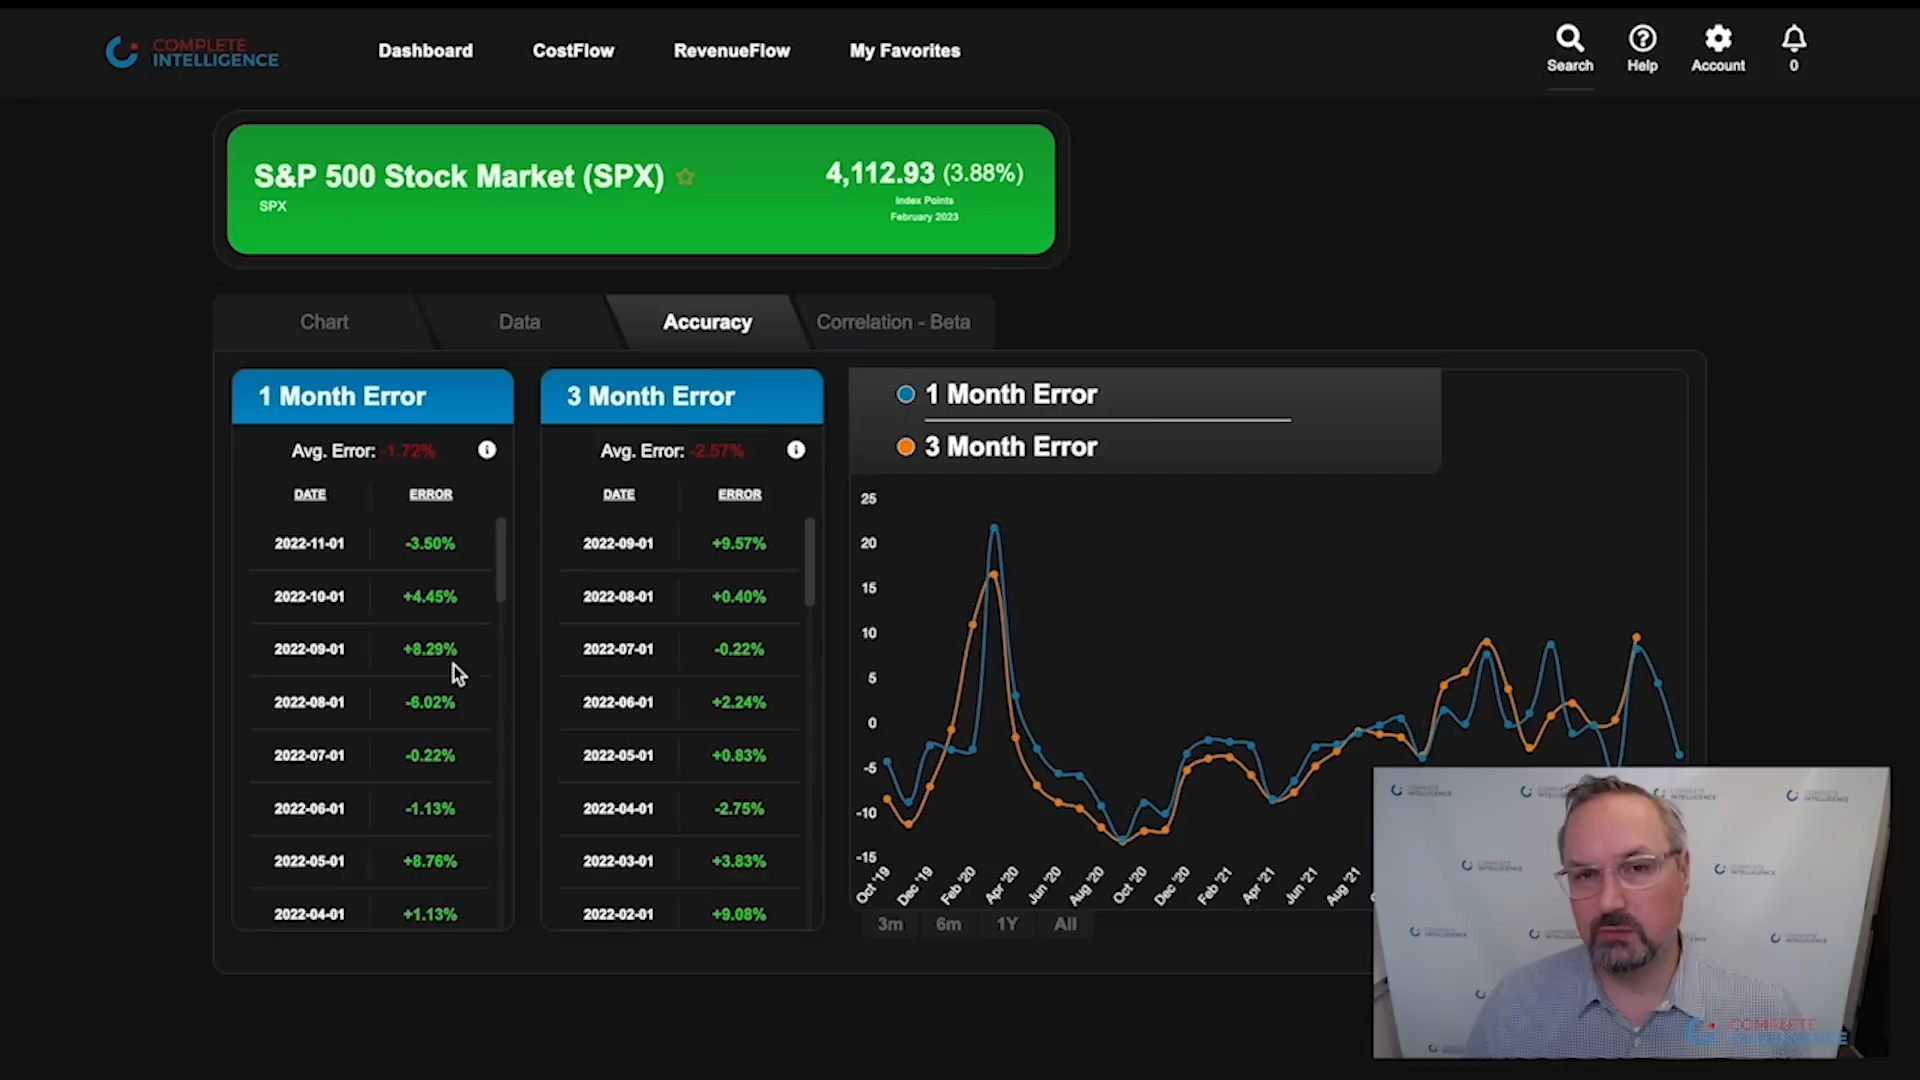 COMPLETE
INTELLIGENCE
Dashboard
CostFlow
RevenueFlow
My Favorites
Search
Help
Account
0
S&P 500 Stock Market (SPX)
SPX
4,112.93 (3.88%)
Index Points
February 2023
Chart
Data
Accuracy
Correlation - Beta
1 Month Error
Avg. Error: -1.72%
DATE ERROR
2022-11-01 -3.50%
2022-10-01 +4.45%
2022-09-01 +8.29%
2022-08-01 -6.02%
2022-07-01 -0.22%
2022-06-01 -1.13%
2022-05-01 +8.76%
2022-04-01 +1.13%
3 Month Error
Avg. Error: -2.57%
DATE ERROR
2022-09-01 +9.57%
2022-08-01 +0.40%
2022-07-01 -0.22%
2022-06-01 +2.24%
2022-05-01 +0.83%
2022-04-01 -2.75%
2022-03-01 +3.83%
2022-02-01 +9.08%
1 Month Error
3 Month Error
25
20
15
10
5
0
-5
-10
-15
Oct '19
Dec '19
Feb '20
Apr '20
Jun '20
Aug '20
Oct '20
Dec '20
Feb '21
Apr '21
Jun '21
Aug '21
3m
6m
1Y
All
COMPLETE
INTELLIGENCE